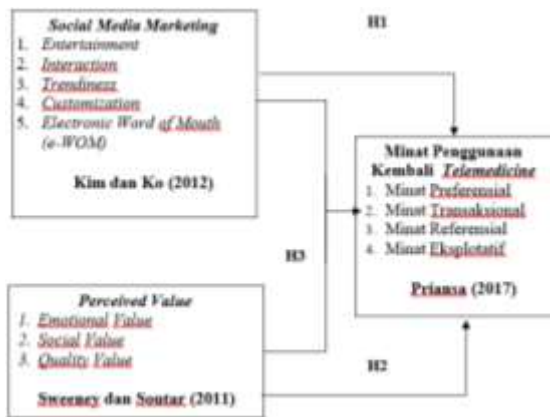 Social Media Marketing
1. Entertainment
2. Interaction
3. Trendiness
4. Customization
5. Electronic Word of Mouth
(e-WOM)
Kim dan Ko (2012)
H1
Minat Penggunaan
Kembali Telemedicine
1. Minat Preferensial
2. Minat Transaksional
3. Minat Referensial
4. Minat Eksplotatif
Priansa (2017)
H3
Perceived Value
1. Emotional Value
2. Social Value
3. Quality Value
Sweeney dan Soutar (2011)
H2